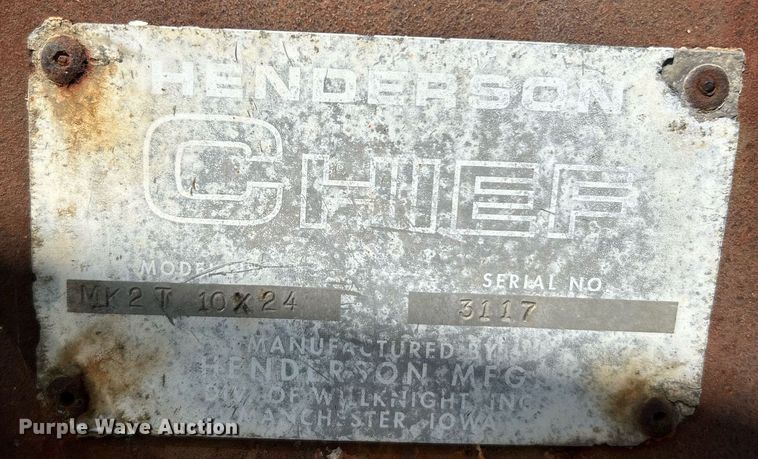 HENDERSON
CHIEF
MODEL
SERIAL NO.
MK2T 10X24
3117
MANUFACTURED BY
HENDERSON MFG.
DIV. OF WILLKNIGHT, INC.
MANCHESTER, IOWA
Purple Wave Auction